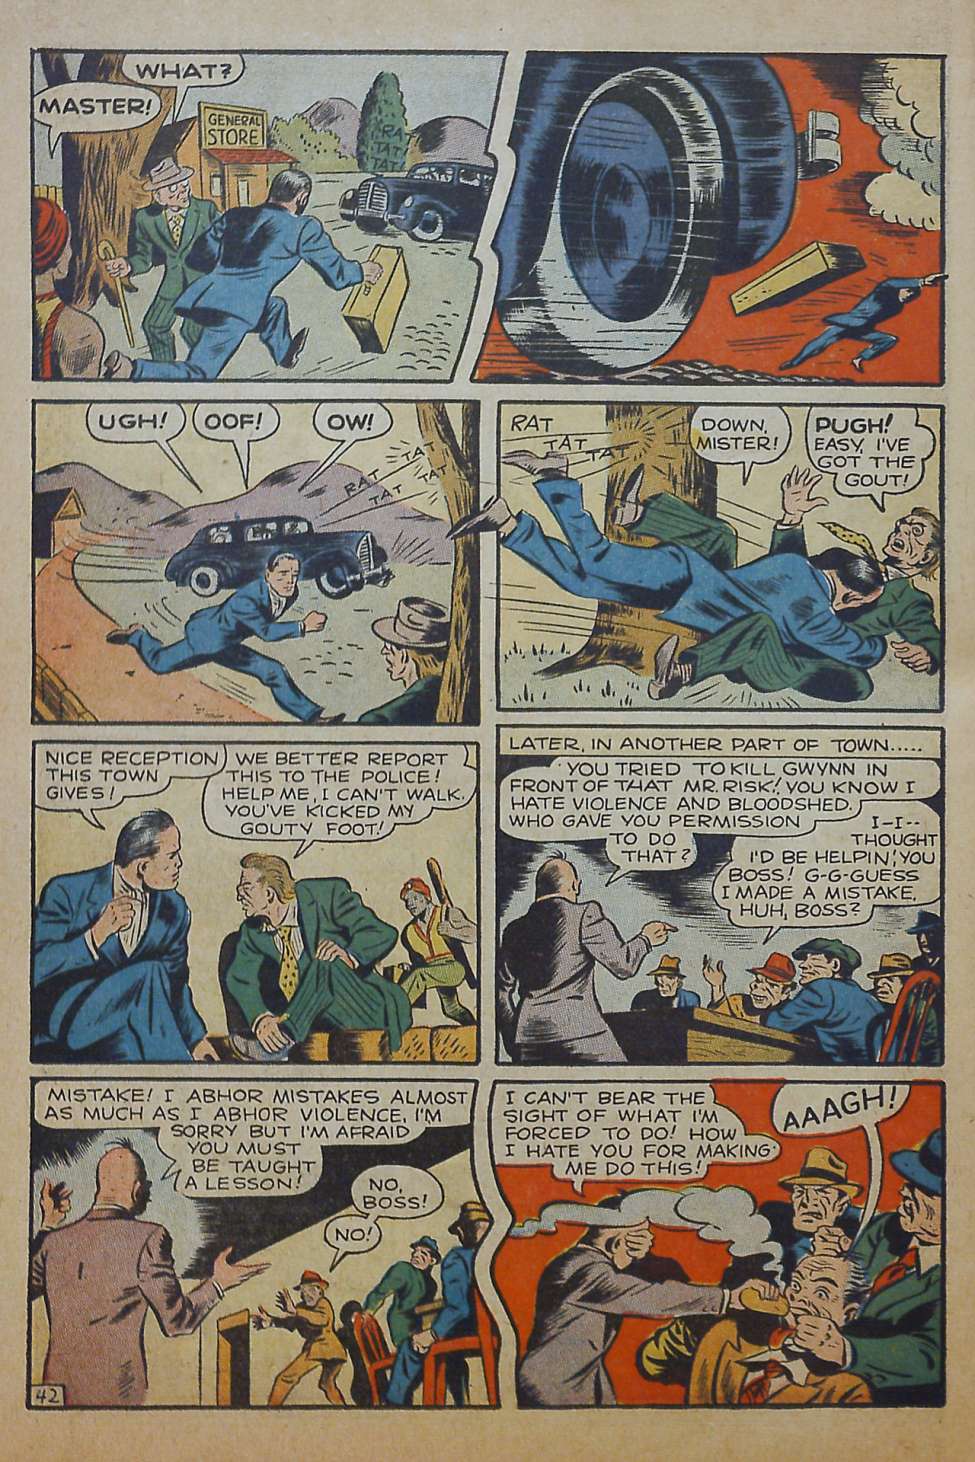 WHAT?
MASTER!
GENERAL
STORE
RA
TAT
TAT
UGH!
OOF!
OW!
RAT
TAT
TA
TAT
RAT
TAT
TAT
DOWN,
MISTER!
PUGH!
EASY, I'VE
GOT THE
GOUT!
NICE RECEPTION
THIS TOWN
GIVES!
WE BETTER REPORT
THIS TO THE POLICE!
HELP ME, I CAN'T WALK.
YOU'VE KICKED MY
GOUTY FOOT!
LATER, IN ANOTHER PART OF TOWN.....
YOU TRIED TO KILL GWYNN IN
FRONT OF THAT MR. RISK! YOU KNOW I
HATE VIOLENCE AND BLOODSHED.
WHO GAVE YOU PERMISSION
TO DO
THAT?
I-I--
THOUGHT
I'D BE HELPIN' YOU
BOSS! G-G-GUESS
I MADE A MISTAKE,
HUH, BOSS?
MISTAKE! I ABHOR MISTAKES ALMOST
AS MUCH AS I ABHOR VIOLENCE, I'M
SORRY BUT I'M AFRAID
YOU MUST
BE TAUGHT
A LESSON!
NO,
BOSS!
NO!
I CAN'T BEAR THE
SIGHT OF WHAT I'M
FORCED TO DO! HOW
I HATE YOU FOR MAKING
ME DO THIS!
AAAGH!
42